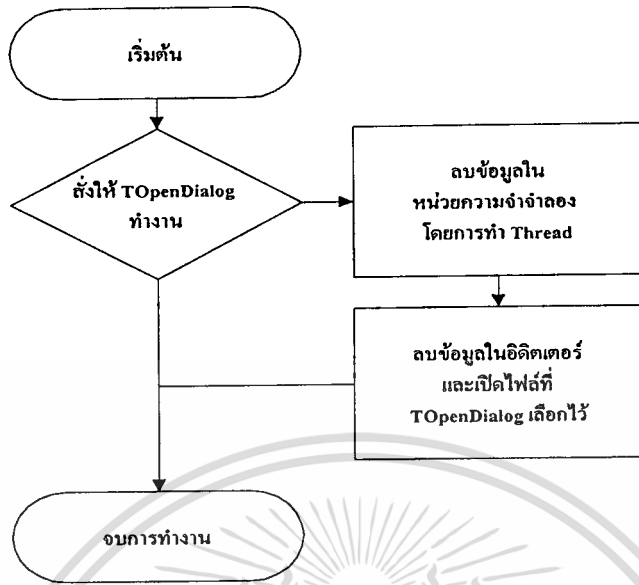 เริ่มต้น
สั่งให้ TOpenDialog
ทำงาน
ลบข้อมูลใน
หน่วยความจำจำลอง
โดยการทำ Thread
ลบข้อมูลในอิดิตเตอร์
และเปิดไฟล์ที่
TOpenDialog เลือกไว้
จบการทำงาน